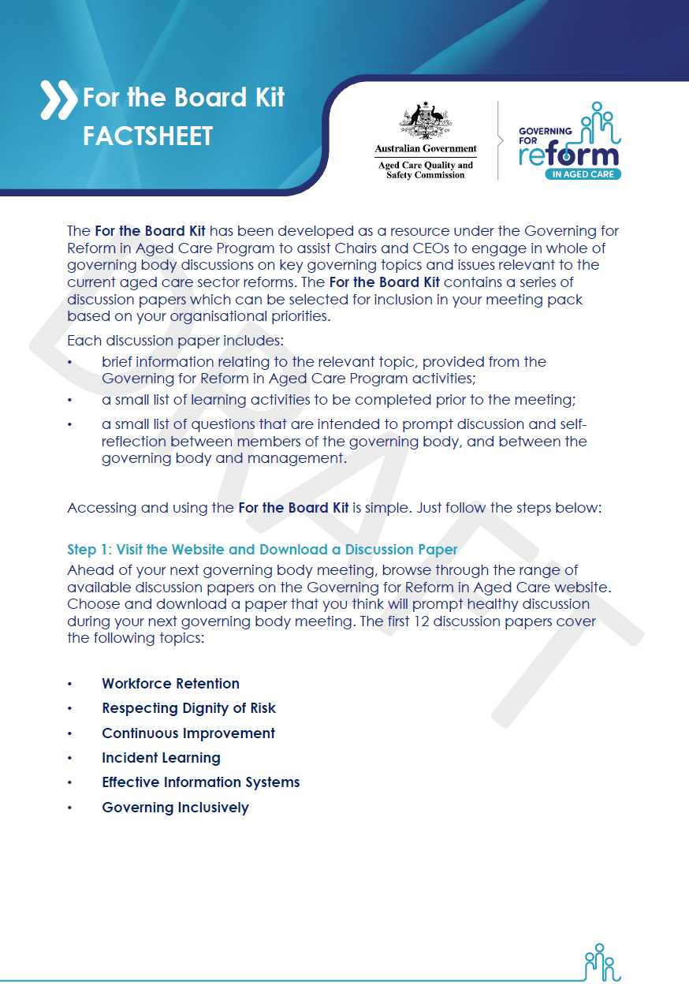 For the Board Kit
FACTSHEET
Australian Government
Aged Care Quality and
Safety Commission
GOVERNING
FOR
reform
IN AGED CARE
The For the Board Kit has been developed as a resource under the Governing for
Reform in Aged Care Program to assist Chairs and CEOs to engage in whole of
governing body discussions on key governing topics and issues relevant to the
current aged care sector reforms. The For the Board Kit contains a series of
discussion papers which can be selected for inclusion in your meeting pack
based on your organisational priorities.
Each discussion paper includes:
• brief information relating to the relevant topic, provided from the
Governing for Reform in Aged Care Program activities;
• a small list of learning activities to be completed prior to the meeting;
• a small list of questions that are intended to prompt discussion and self-
reflection between members of the governing body, and between the
governing body and management.
Accessing and using the For the Board Kit is simple. Just follow the steps below:
Step 1: Visit the Website and Download a Discussion Paper
Ahead of your next governing body meeting, browse through the range of
available discussion papers on the Governing for Reform in Aged Care website.
Choose and download a paper that you think will prompt healthy discussion
during your next governing body meeting. The first 12 discussion papers cover
the following topics:
• Workforce Retention
• Respecting Dignity of Risk
• Continuous Improvement
• Incident Learning
• Effective Information Systems
• Governing Inclusively
DRAFT